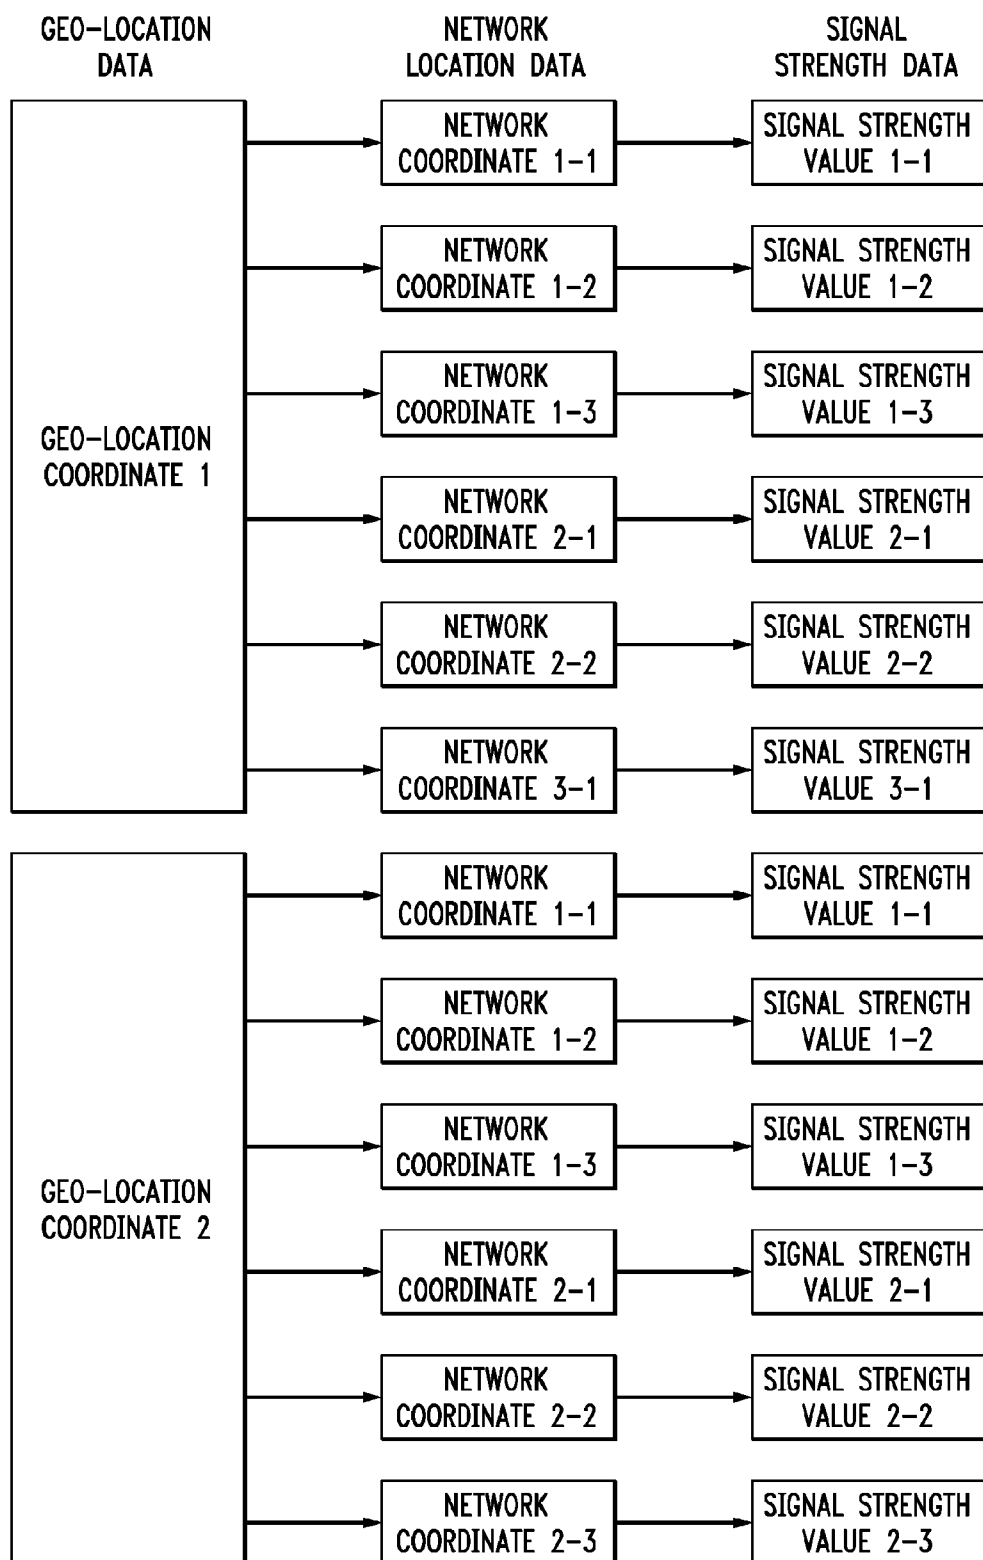 GEO-LOCATION
DATA
NETWORK
LOCATION DATA
SIGNAL
STRENGTH DATA
GEO-LOCATION
COORDINATE 1
NETWORK
COORDINATE 1-1
SIGNAL STRENGTH
VALUE 1-1
NETWORK
COORDINATE 1-2
SIGNAL STRENGTH
VALUE 1-2
NETWORK
COORDINATE 1-3
SIGNAL STRENGTH
VALUE 1-3
NETWORK
COORDINATE 2-1
SIGNAL STRENGTH
VALUE 2-1
NETWORK
COORDINATE 2-2
SIGNAL STRENGTH
VALUE 2-2
NETWORK
COORDINATE 3-1
SIGNAL STRENGTH
VALUE 3-1
GEO-LOCATION
COORDINATE 2
NETWORK
COORDINATE 1-1
SIGNAL STRENGTH
VALUE 1-1
NETWORK
COORDINATE 1-2
SIGNAL STRENGTH
VALUE 1-2
NETWORK
COORDINATE 1-3
SIGNAL STRENGTH
VALUE 1-3
NETWORK
COORDINATE 2-1
SIGNAL STRENGTH
VALUE 2-1
NETWORK
COORDINATE 2-2
SIGNAL STRENGTH
VALUE 2-2
NETWORK
COORDINATE 2-3
SIGNAL STRENGTH
VALUE 2-3